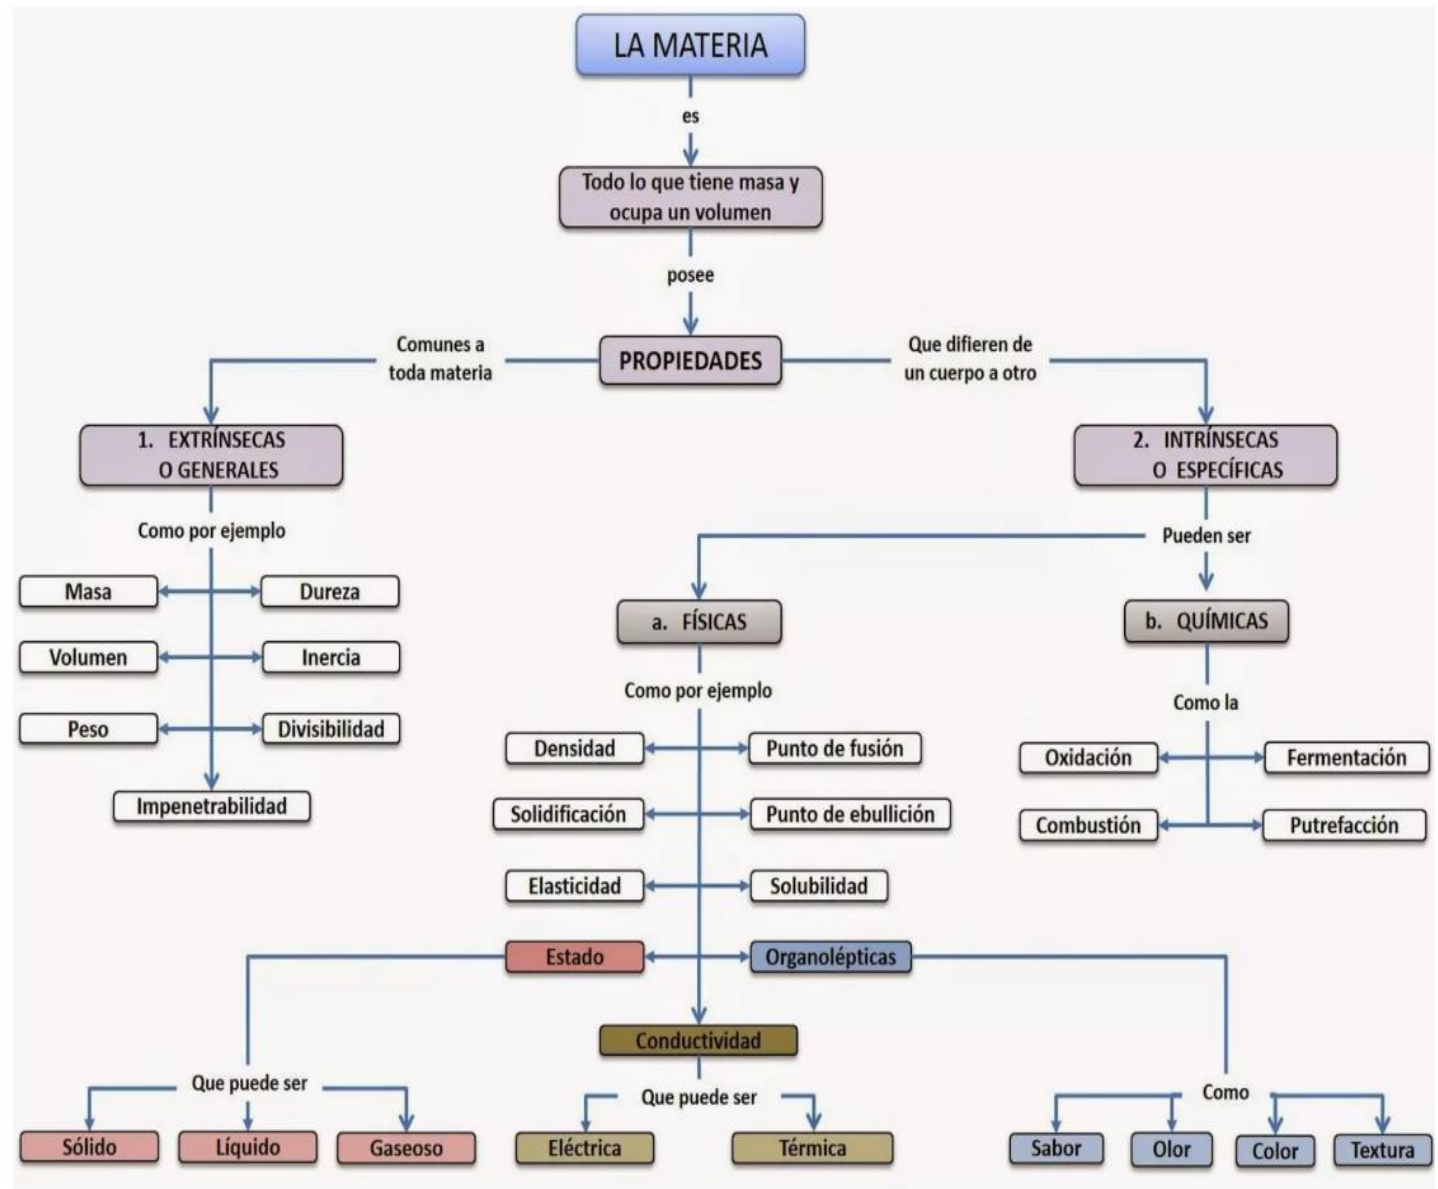 LA MATERIA
es
Todo lo que tiene masa y
ocupa un volumen
posee
PROPIEDADES
Comunes a
toda materia
Que difieren de
un cuerpo a otro
1. EXTRÍNSECAS
O GENERALES
2. INTRÍNSECAS
O ESPECÍFICAS
Como por ejemplo
Masa
Dureza
Volumen
Inercia
Peso
Divisibilidad
Impenetrabilidad
Pueden ser
a. FÍSICAS
b. QUÍMICAS
Como por ejemplo
Densidad
Punto de fusión
Solidificación
Punto de ebullición
Elasticidad
Solubilidad
Estado
Organolépticas
Conductividad
Como la
Oxidación
Fermentación
Combustión
Putrefacción
Que puede ser
Sólido
Líquido
Gaseoso
Que puede ser
Eléctrica
Térmica
Como
Sabor
Olor
Color
Textura